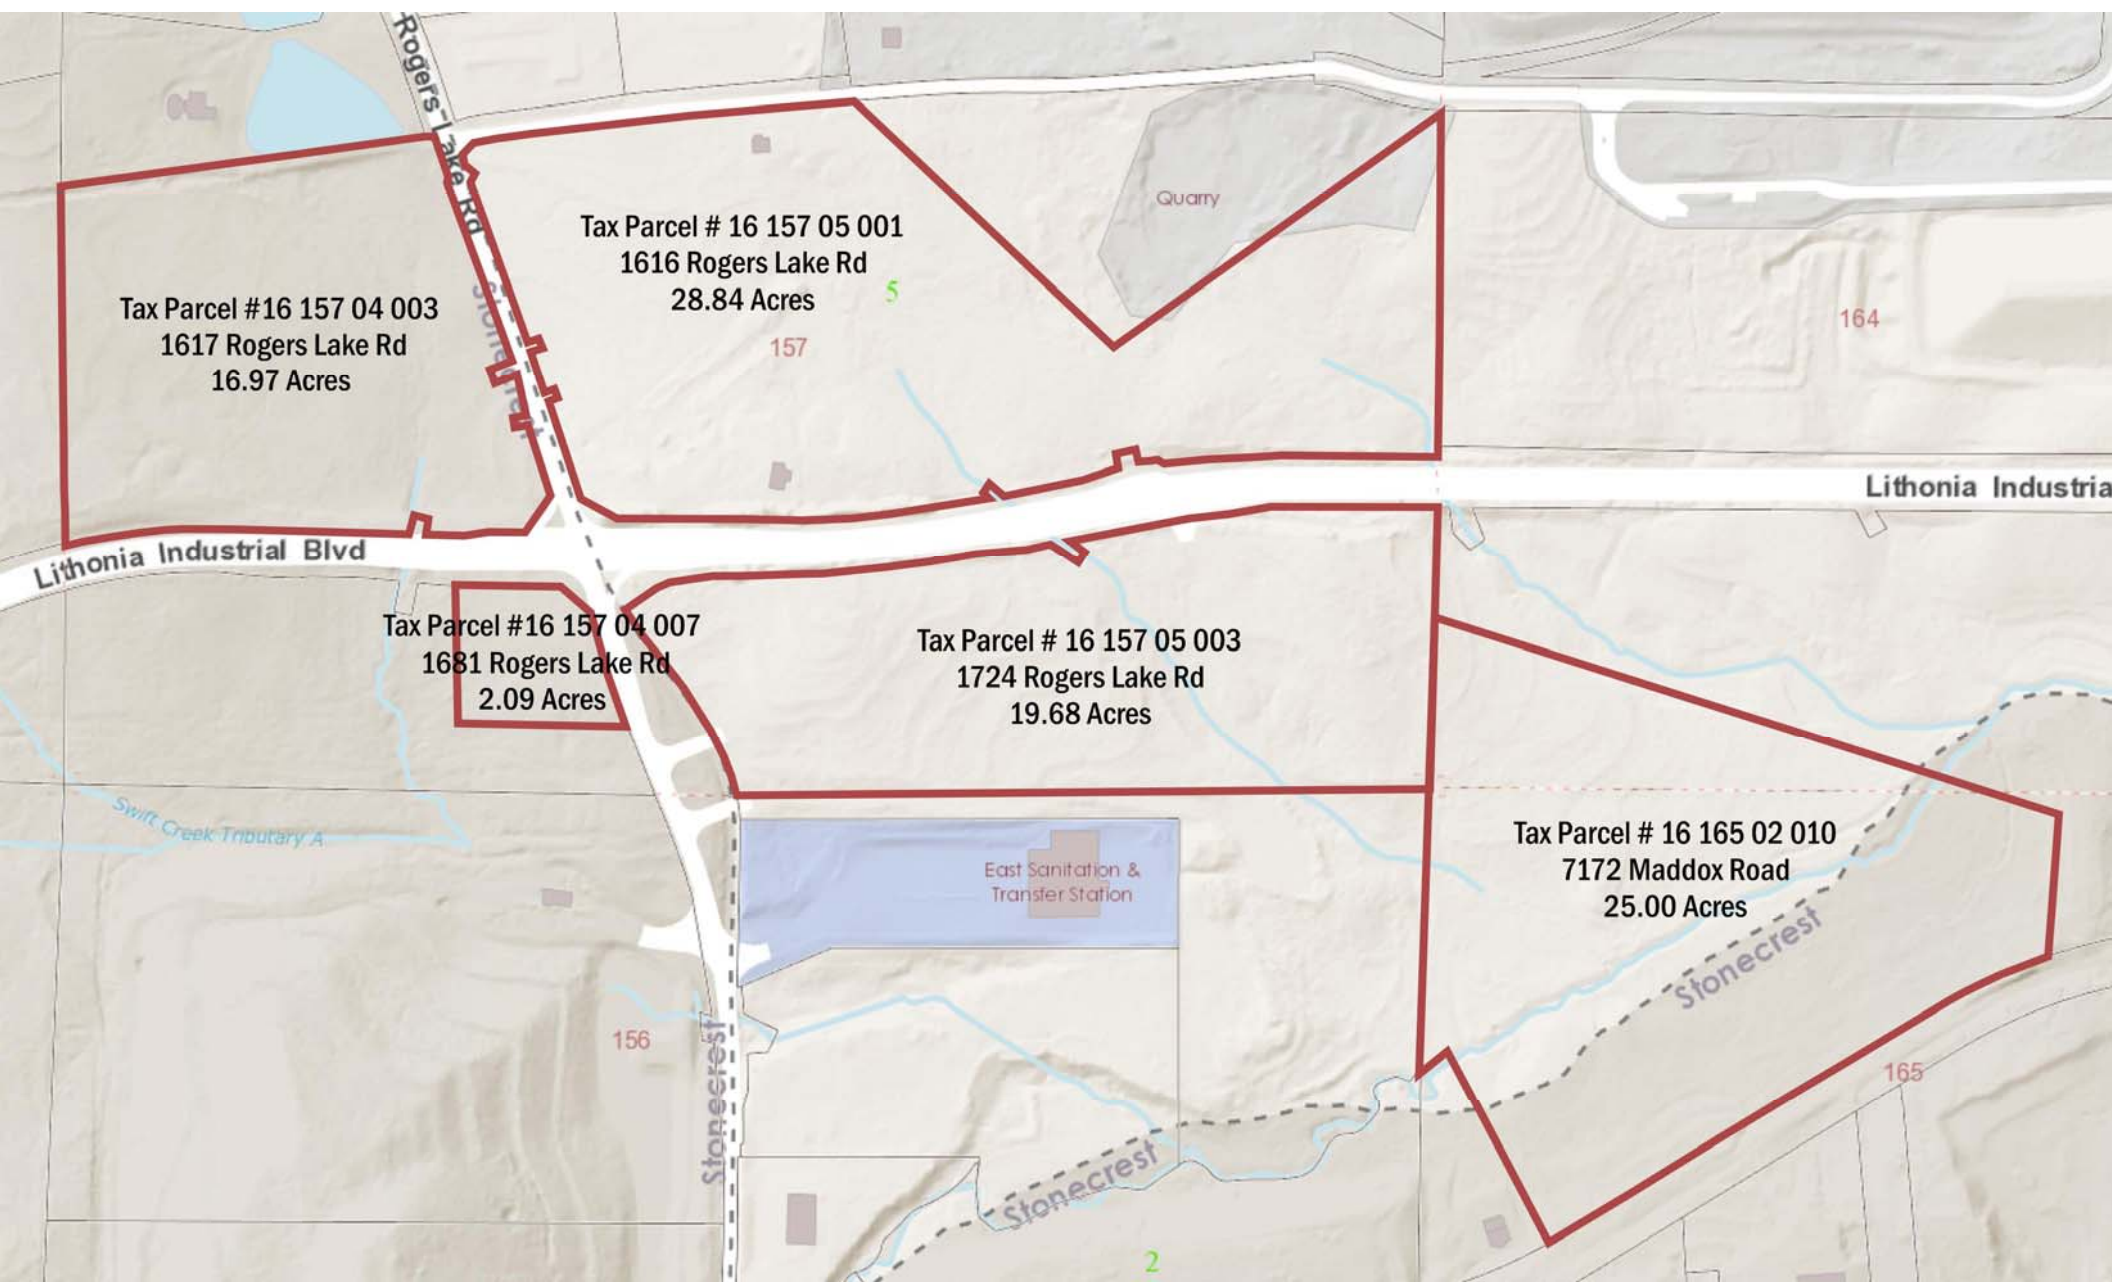 Rogers Lake Rd
Quarry
Tax Parcel # 16 157 05 001
1616 Rogers Lake Rd
28.84 Acres
5
157
Tax Parcel #16 157 04 003
1617 Rogers Lake Rd
16.97 Acres
Stonecrest
164
Lithonia Industria
Lithonia Industrial Blvd
Tax Parcel #16 157 04 007
1681 Rogers Lake Rd
2.09 Acres
Tax Parcel # 16 157 05 003
1724 Rogers Lake Rd
19.68 Acres
Swift Creek Tributary A
East Sanitation &
Transfer Station
Tax Parcel # 16 165 02 010
7172 Maddox Road
25.00 Acres
Stonecrest
156
Stonecrest
165
Stonecrest
2